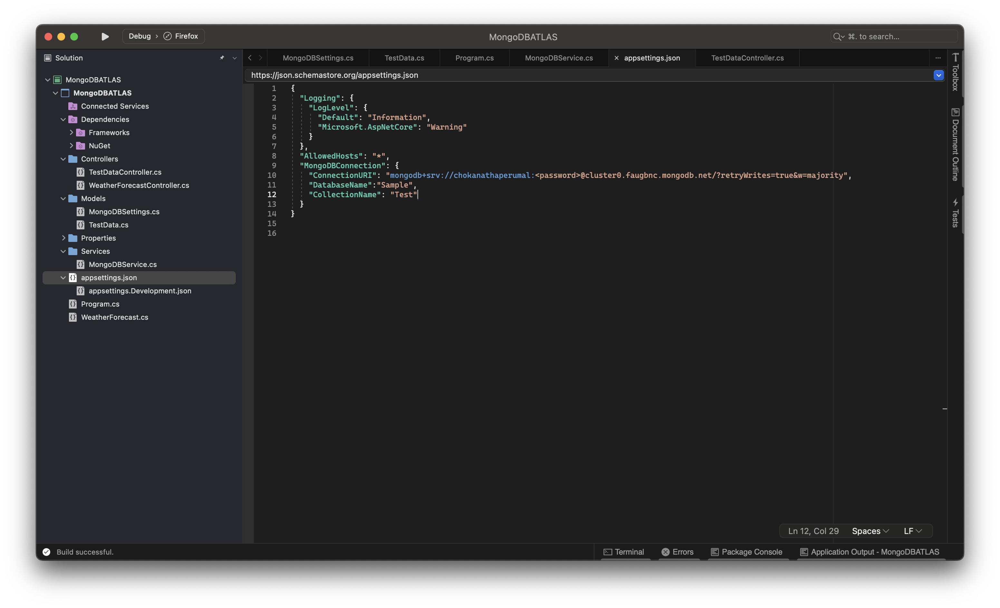 Debug › Firefox
MongoDBATLAS
⌘. to search...
Solution
MongoDBATLAS
MongoDBATLAS
Connected Services
Dependencies
Frameworks
NuGet
Controllers
TestDataController.cs
WeatherForecastController.cs
Models
MongoDBSettings.cs
TestData.cs
Properties
Services
MongoDBService.cs
appsettings.json
appsettings.Development.json
Program.cs
WeatherForecast.cs
MongoDBSettings.cs TestData.cs Program.cs MongoDBService.cs × appsettings.json TestDataController.cs ...
https://json.schemastore.org/appsettings.json
1 {
2 "Logging": {
3 "LogLevel": {
4 "Default": "Information",
5 "Microsoft.AspNetCore": "Warning"
6 }
7 },
8 "AllowedHosts": "*",
9 "MongoDBConnection": {
10 "ConnectionURI": "mongodb+srv://chokanathaperumal:<password>@cluster0.faugbnc.mongodb.net/?retryWrites=true&w=majority",
11 "DatabaseName":"Sample",
12 "CollectionName": "Test"
13 }
14 }
15
16
Toolbox
Document Outline
Tests
Ln 12, Col 29 Spaces LF
Build successful.
Terminal Errors Package Console Application Output - MongoDBATLAS